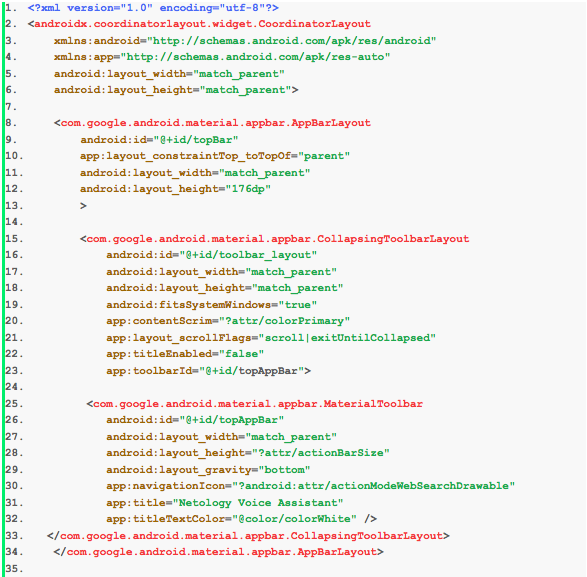 1. <?xml version="1.0" encoding="utf-8"?>
2. <androidx.coordinatorlayout.widget.CoordinatorLayout
3. xmlns:android="http://schemas.android.com/apk/res/android"
4. xmlns:app="http://schemas.android.com/apk/res-auto"
5. android:layout_width="match_parent"
6. android:layout_height="match_parent">
7.
8. <com.google.android.material.appbar.AppBarLayout
9. android:id="@+id/topBar"
10. app:layout_constraintTop_toTopOf="parent"
11. android:layout_width="match_parent"
12. android:layout_height="176dp"
13. >
14.
15. <com.google.android.material.appbar.CollapsingToolbarLayout
16. android:id="@+id/toolbar_layout"
17. android:layout_width="match_parent"
18. android:layout_height="match_parent"
19. android:fitsSystemWindows="true"
20. app:contentScrim="?attr/colorPrimary"
21. app:layout_scrollFlags="scroll|exitUntilCollapsed"
22. app:titleEnabled="false"
23. app:toolbarId="@+id/topAppBar">
24.
25. <com.google.android.material.appbar.MaterialToolbar
26. android:id="@+id/topAppBar"
27. android:layout_width="match_parent"
28. android:layout_height="?attr/actionBarSize"
29. android:layout_gravity="bottom"
30. app:navigationIcon="?android:attr/actionModeWebSearchDrawable"
31. app:title="Netology Voice Assistant"
32. app:titleTextColor="@color/colorWhite" />
33. </com.google.android.material.appbar.CollapsingToolbarLayout>
34. </com.google.android.material.appbar.AppBarLayout>
35.